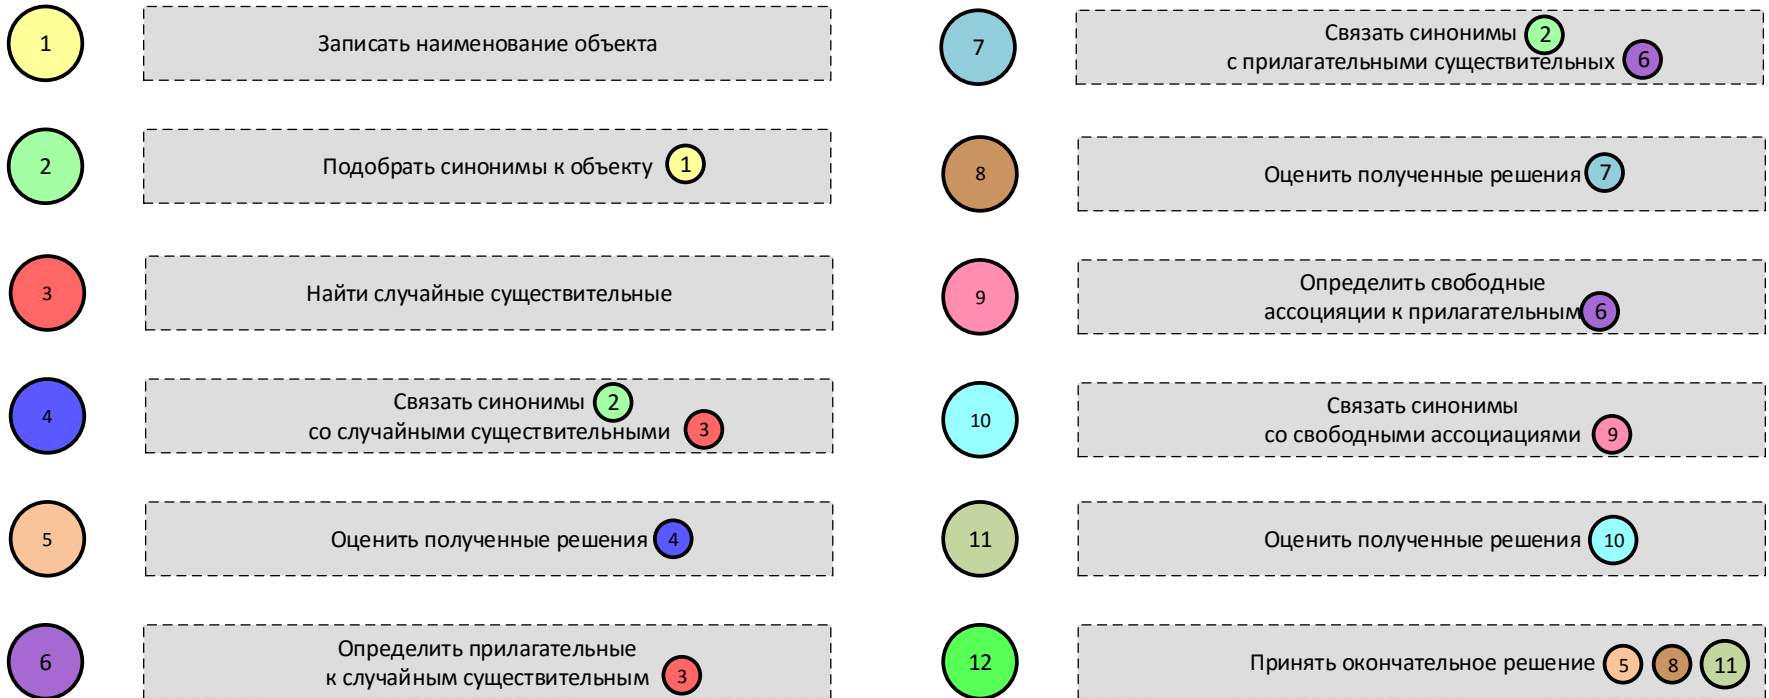 1
Записать наименование объекта
2
Подобрать синонимы к объекту 1
3
Найти случайные существительные
4
Связать синонимы 2
со случайными существительными 3
5
Оценить полученные решения 4
6
Определить прилагательные
к случайным существительным 3
7
Связать синонимы 2
с прилагательными существительных 6
8
Оценить полученные решения 7
9
Определить свободные
ассоцияции к прилагательным 6
10
Связать синонимы
со свободными ассоциациями 9
11
Оценить полученные решения 10
12
Принять окончательное решение 5 8 11